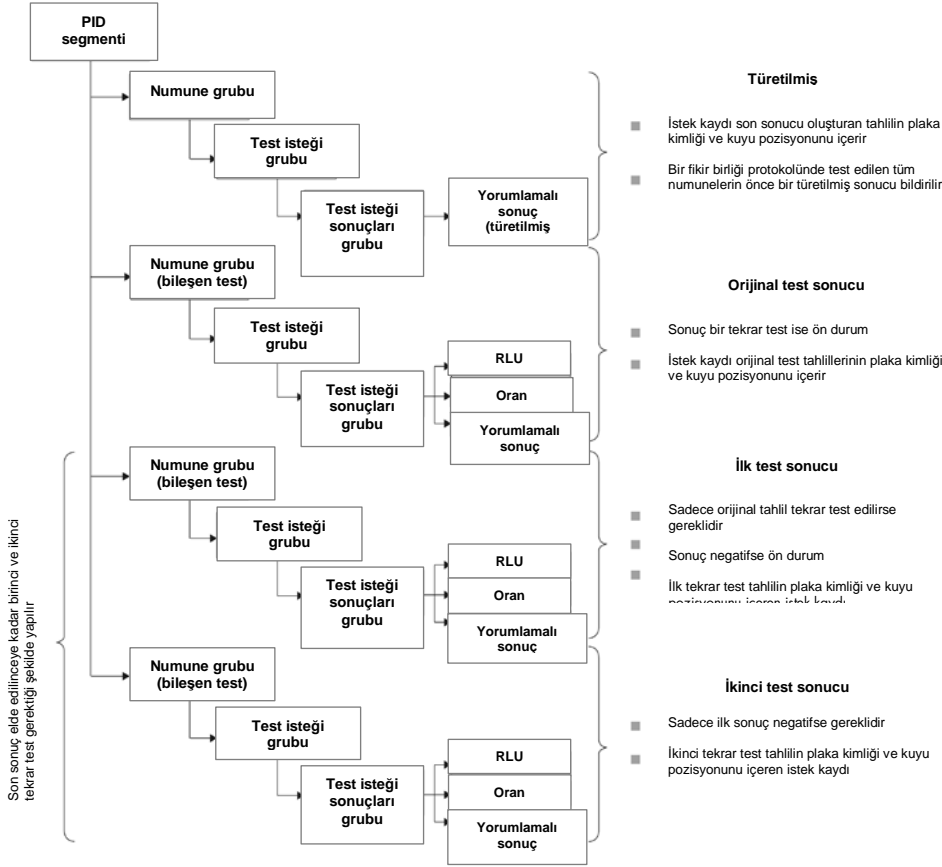 PID
segmenti
Numune grubu
Test isteği
grubu
Test isteği
sonuçları
grubu
Yorumlamalı
sonuç
(türetilmiş
Türetilmiş
İstek kaydı son sonucu oluşturan tahlilin plaka
kimliği ve kuyu pozisyonunu içerir
Bir fikir birliği protokolünde test edilen tüm
numunelerin önce bir türetilmiş sonucu bildirilir
Numune grubu
(bileşen test)
Test isteği
grubu
Test isteği
sonuçları
grubu
RLU
Oran
Yorumlamalı
sonuç
Orijinal test sonucu
Sonuç bir tekrar test ise ön durum
İstek kaydı orijinal test tahlillerinin plaka kimliği
ve kuyu pozisyonunu içerir
Son sonuç elde edilinceye kadar birinci ve ikinci
tekrar test gerektiği şekilde yapılır
Numune grubu
(bileşen test)
Test isteği
grubu
Test isteği
sonuçları
grubu
RLU
Oran
Yorumlamalı
sonuç
İlk test sonucu
Sadece orijinal tahlil tekrar test edilirse
gereklidir
Sonuç negatifse ön durum
İlk tekrar test tahlilin plaka kimliği ve kuyu
pozisyonunu içeren istek kaydı
Numune grubu
(bileşen test)
Test isteği
grubu
Test isteği
sonuçları
grubu
RLU
Oran
Yorumlamalı
sonuç
İkinci test sonucu
Sadece ilk sonuç negatifse gereklidir
İkinci tekrar test tahlilin plaka kimliği ve kuyu
pozisyonunu içeren istek kaydı